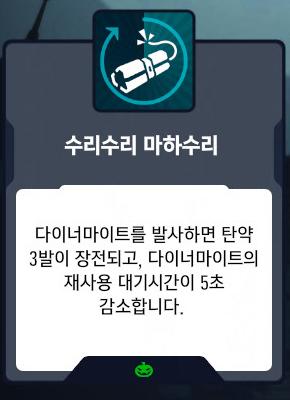 수리수리 마하수리
다이너마이트를 발사하면 탄약
3발이 장전되고, 다이너마이트의
재사용 대기시간이 5초
감소합니다.